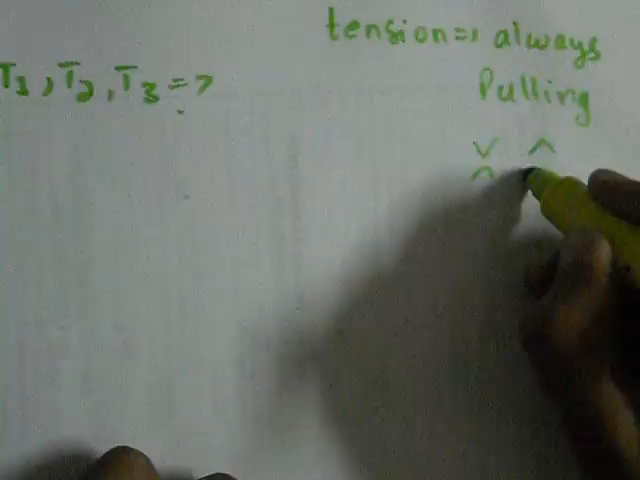 tension=, always
T1, T2, T3 = ?
Pulling